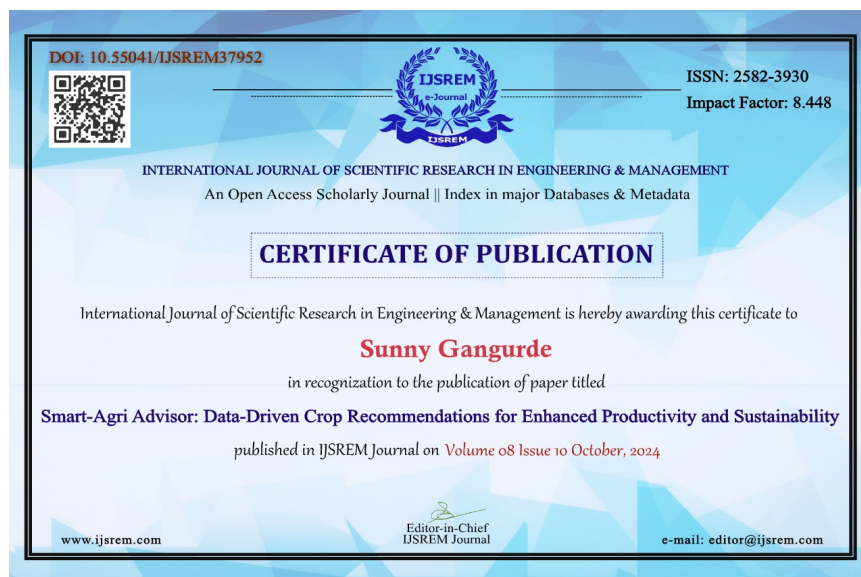 DOI: 10.55041/IJSREM37952
IJSREM
e-Journal
IJSREM
ISSN: 2582-3930
Impact Factor: 8.448
INTERNATIONAL JOURNAL OF SCIENTIFIC RESEARCH IN ENGINEERING & MANAGEMENT
An Open Access Scholarly Journal || Index in major Databases & Metadata
CERTIFICATE OF PUBLICATION
International Journal of Scientific Research in Engineering & Management is hereby awarding this certificate to
Sunny Gangurde
in recognization to the publication of paper titled
Smart-Agri Advisor: Data-Driven Crop Recommendations for Enhanced Productivity and Sustainability
published in IJSREM Journal on Volume 08 Issue 10 October, 2024
www.ijsrem.com
Editor-in-Chief
IJSREM Journal
e-mail: editor@ijsrem.com